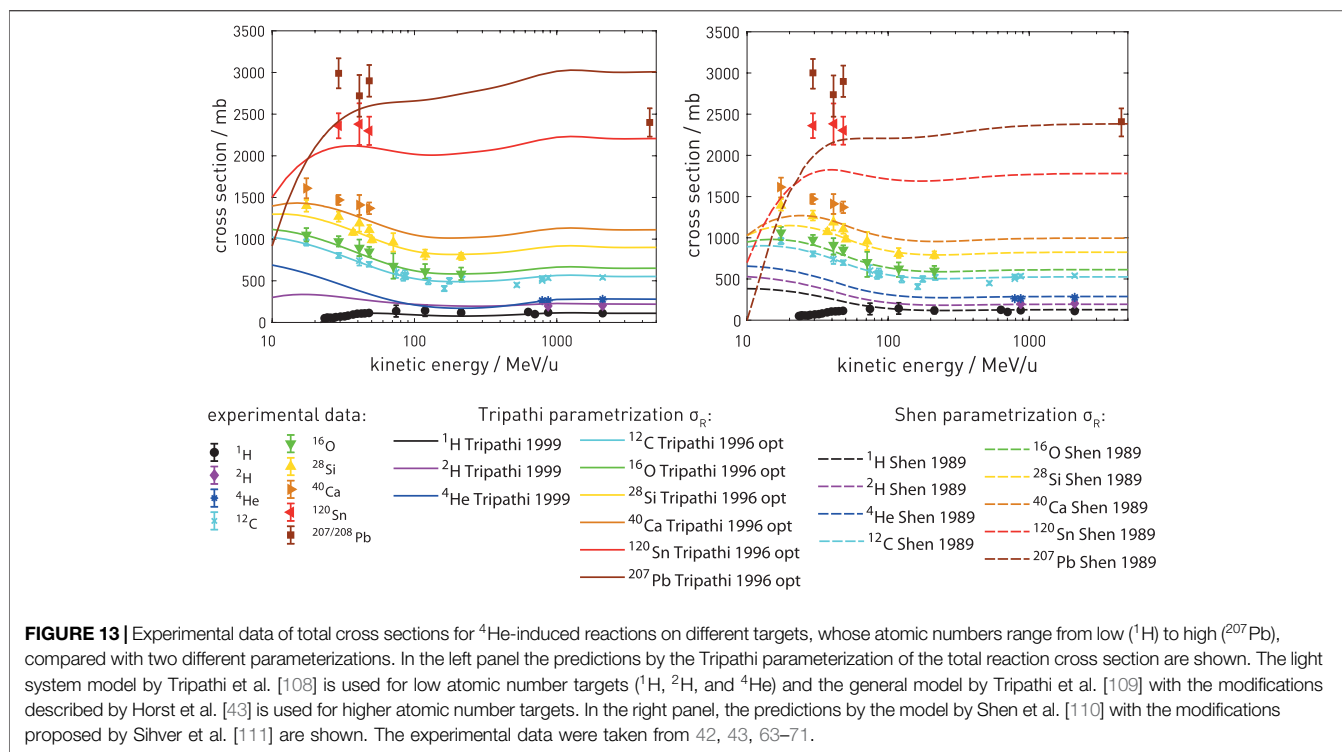 3500
3000
2500
2000
1500
1000
500
0
cross section / mb
10
100
1000
kinetic energy / MeV/u
3500
3000
2500
2000
1500
1000
500
0
cross section / mb
10
100
1000
kinetic energy / MeV/u
experimental data:
¹H
²H
⁴He
¹²C
¹⁶O
²⁸Si
⁴⁰Ca
¹²⁰Sn
²⁰⁷/²⁰⁸Pb
Tripathi parametrization σR:
¹H Tripathi 1999
²H Tripathi 1999
⁴He Tripathi 1999
¹²C Tripathi 1996 opt
¹⁶O Tripathi 1996 opt
²⁸Si Tripathi 1996 opt
⁴⁰Ca Tripathi 1996 opt
¹²⁰Sn Tripathi 1996 opt
²⁰⁷Pb Tripathi 1996 opt
Shen parametrization σR:
¹H Shen 1989
²H Shen 1989
⁴He Shen 1989
¹²C Shen 1989
¹⁶O Shen 1989
²⁸Si Shen 1989
⁴⁰Ca Shen 1989
¹²⁰Sn Shen 1989
²⁰⁷Pb Shen 1989
FIGURE 13 | Experimental data of total cross sections for ⁴He-induced reactions on different targets, whose atomic numbers range from low (¹H) to high (²⁰⁷Pb),
compared with two different parameterizations. In the left panel the predictions by the Tripathi parameterization of the total reaction cross section are shown. The light
system model by Tripathi et al. [108] is used for low atomic number targets (¹H, ²H, and ⁴He) and the general model by Tripathi et al. [109] with the modifications
described by Horst et al. [43] is used for higher atomic number targets. In the right panel, the predictions by the model by Shen et al. [110] with the modifications
proposed by Sihver et al. [111] are shown. The experimental data were taken from 42, 43, 63–71.